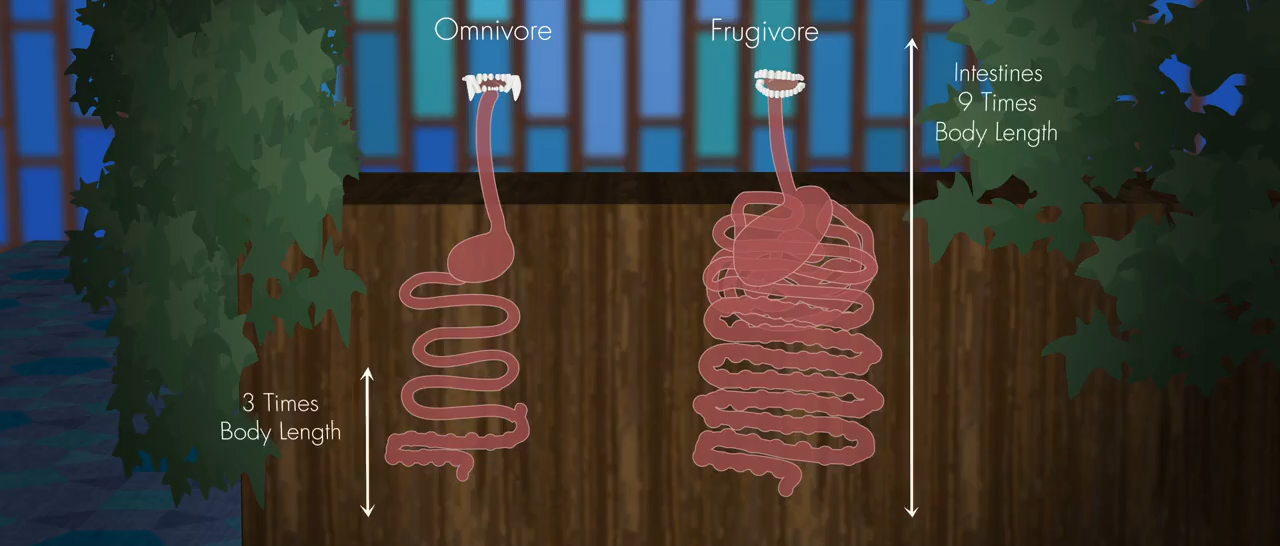 Omnivore
Frugivore
Intestines
9 Times
Body Length
3 Times
Body Length